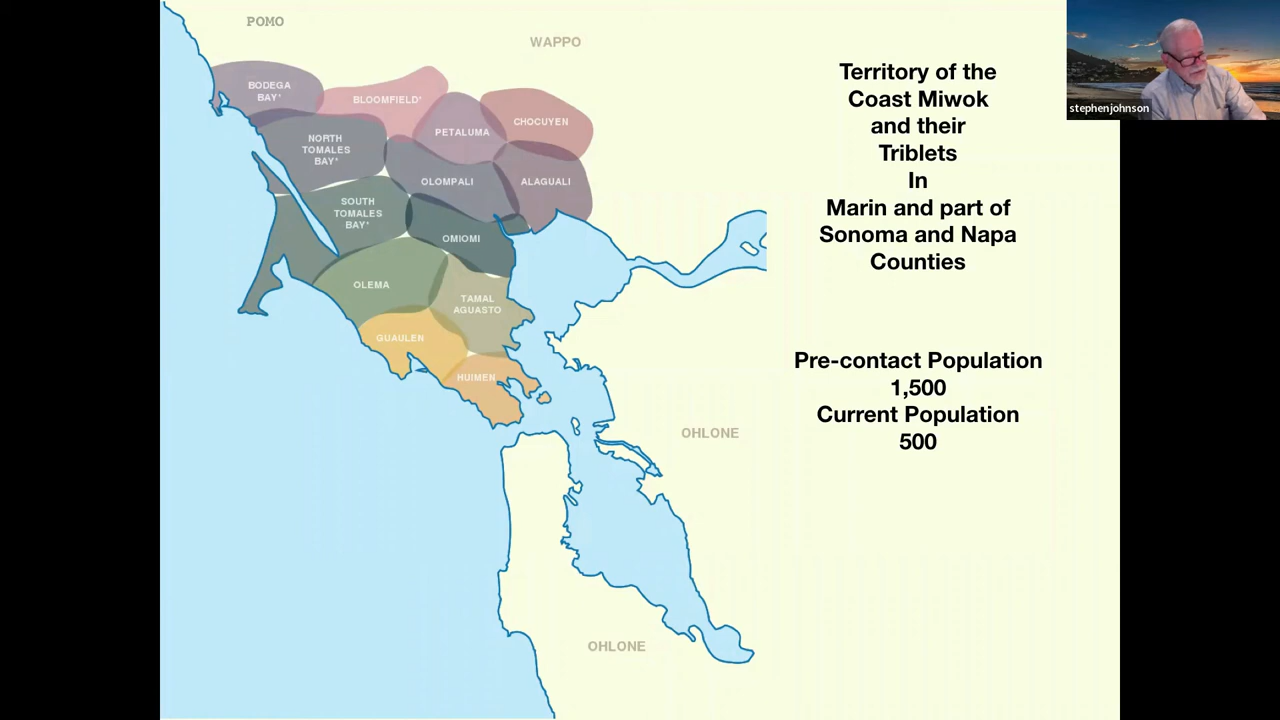 POMO
WAPPO
BODEGA
BAY*
BLOOMFIELD*
PETALUMA
CHOCUYEN
NORTH
TOMALES
BAY*
OLOMPALI
ALAGUALI
SOUTH
TOMALES
BAY*
OMIOMI
OLEMA
TAMAL
AGUASTO
GUAULEN
HUIMEN
OHLONE
OHLONE
Territory of the
Coast Miwok
and their
Triblets
In
Marin and part of
Sonoma and Napa
Counties
Pre-contact Population
1,500
Current Population
500
stephenjohnson